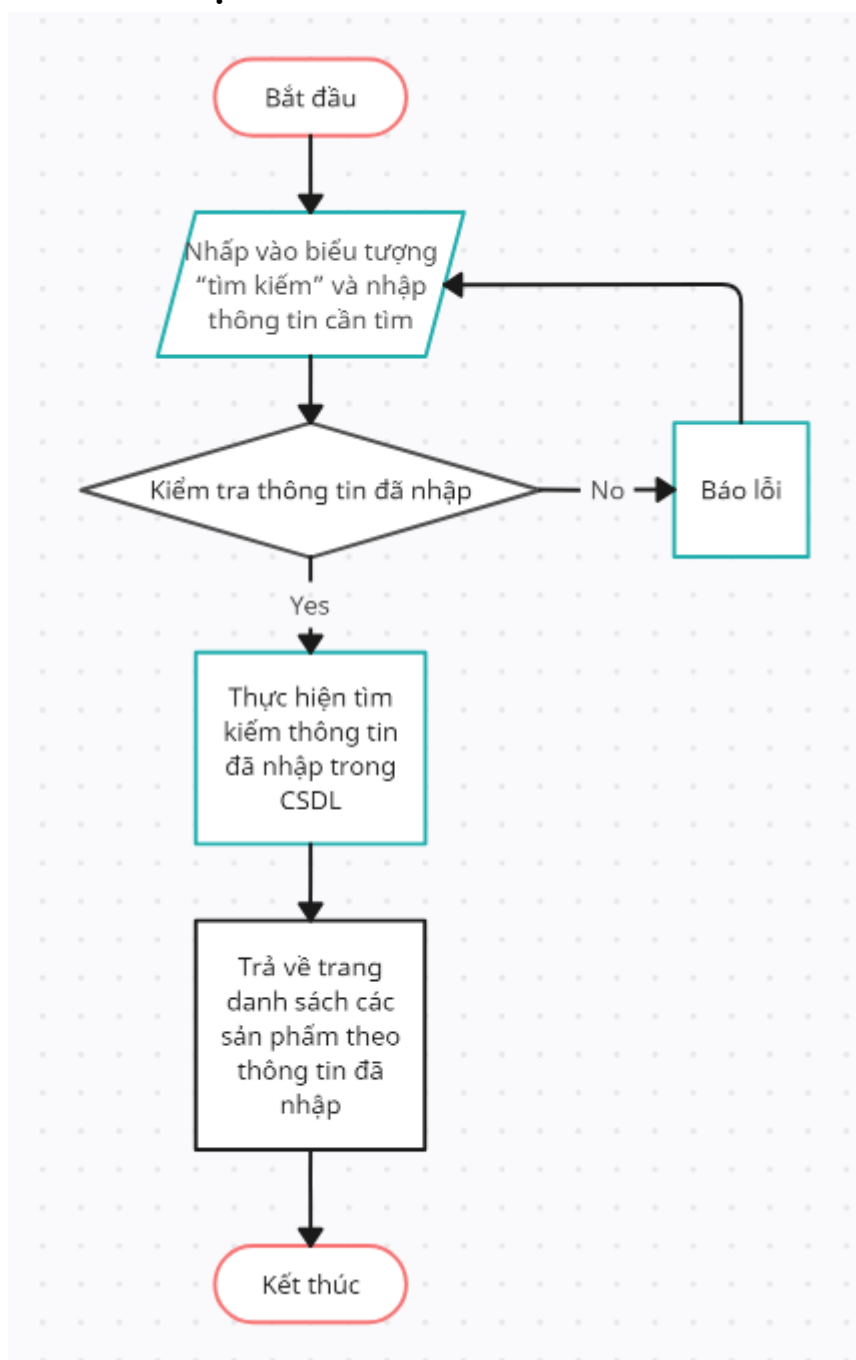 Bắt đầu
Nhấp vào biểu tượng
“tìm kiếm” và nhập
thông tin cần tìm
Kiểm tra thông tin đã nhập
No
Báo lỗi
Yes
Thực hiện tìm
kiếm thông tin
đã nhập trong
CSDL
Trả về trang
danh sách các
sản phẩm theo
thông tin đã
nhập
Kết thúc